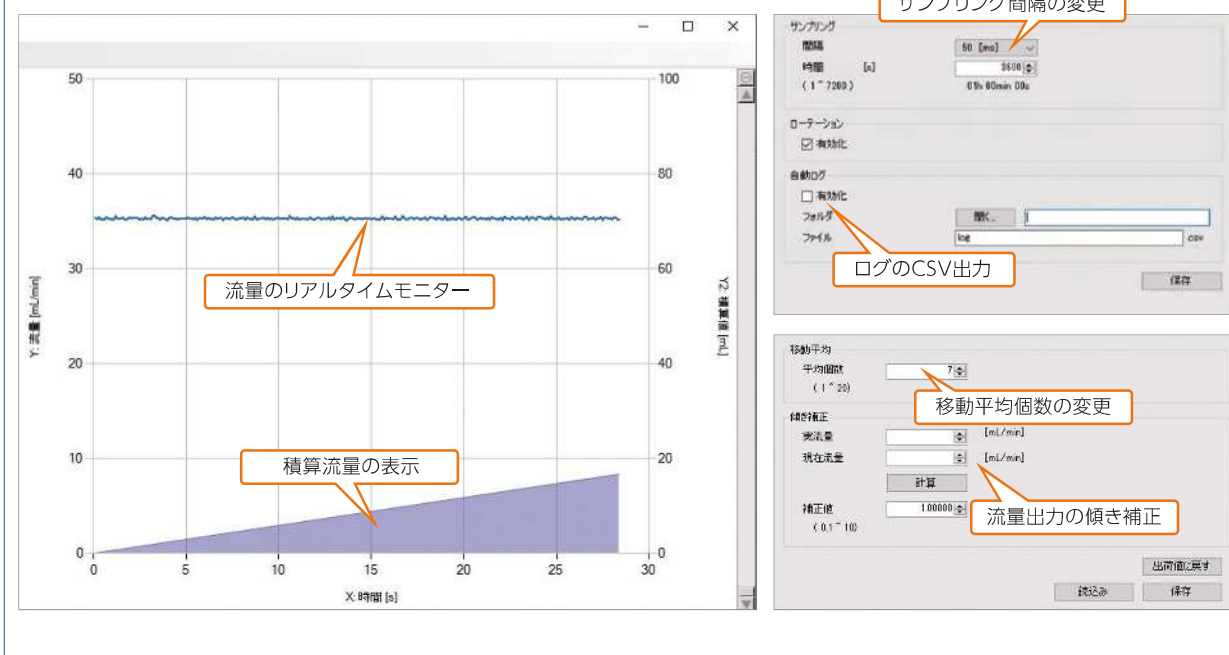 サンプリング間隔の変更
50
40
30
20
10
0
100
80
60
40
20
0
0
5
10
15
20
25
30
Y: 流量 [mL/min]
Y2: 積算値 [mL]
X: 時間 [s]
流量のリアルタイムモニター
積算流量の表示
サンプリング
間隔 50 [ms]
時間 [s] 3600
( 1 ~ 7200 ) 01h 00min 00s
ローテーション
有効化
自動ログ
有効化
フォルダ 開く...
ファイル log .csv
ログのCSV出力
保存
移動平均
平均個数 7
( 1 ~ 20)
移動平均個数の変更
傾き補正
実流量 [mL/min]
現在流量 [mL/min]
計算
補正値 1.00000
( 0.1 ~ 10)
流量出力の傾き補正
出荷値に戻す
読込み 保存